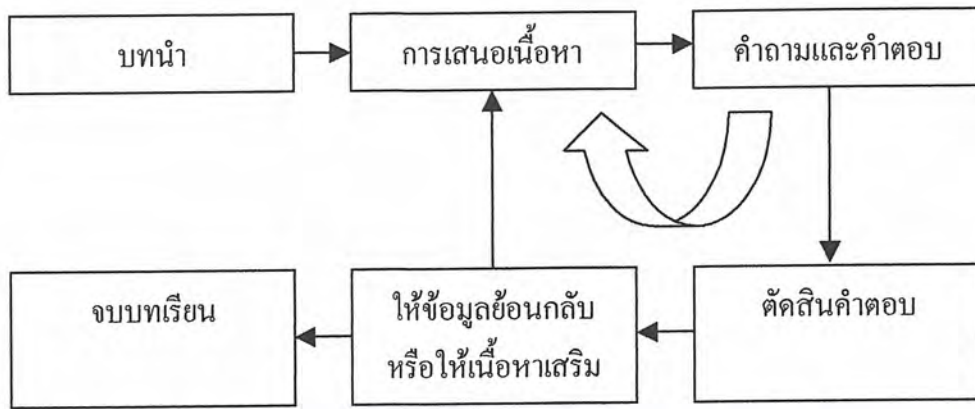 บทนำ
การเสนอเนื้อหา
คำถามและคำตอบ
จบบทเรียน
ให้ข้อมูลย้อนกลับ
หรือให้เนื้อหาเสริม
ตัดสินคำตอบ